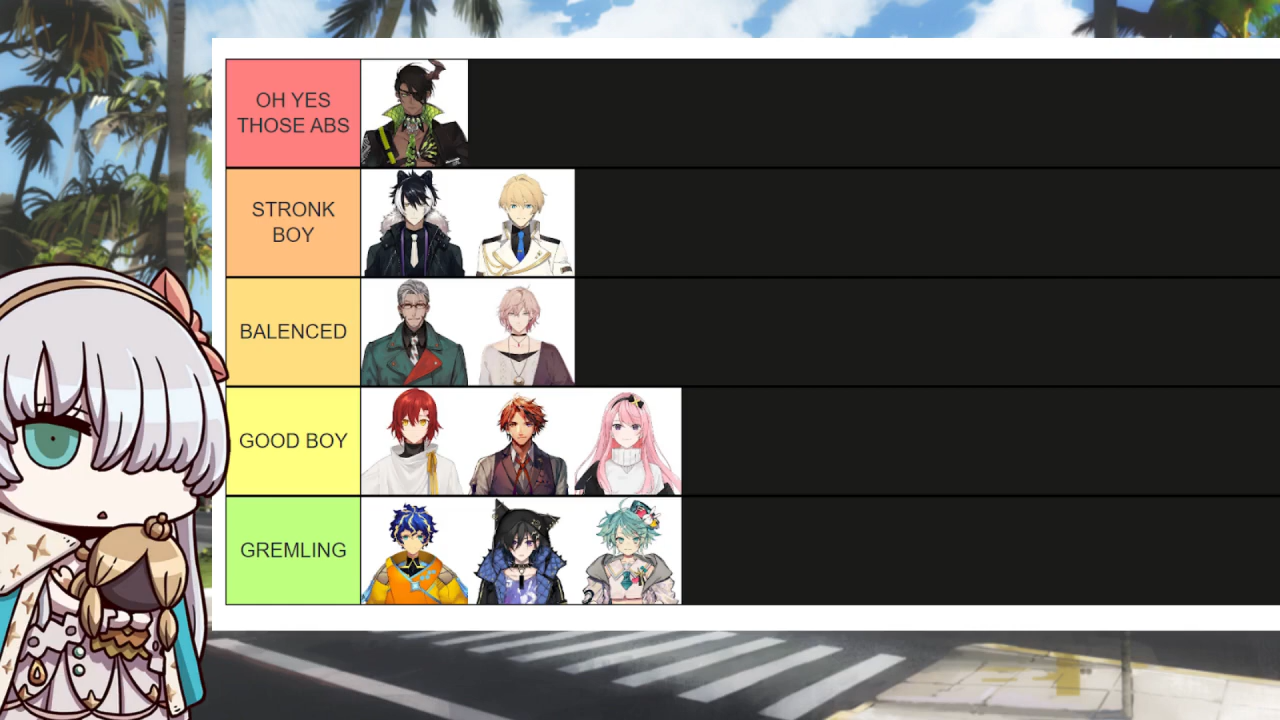 OH YES
THOSE ABS
STRONK
BOY
BALENCED
GOOD BOY
GREMLING